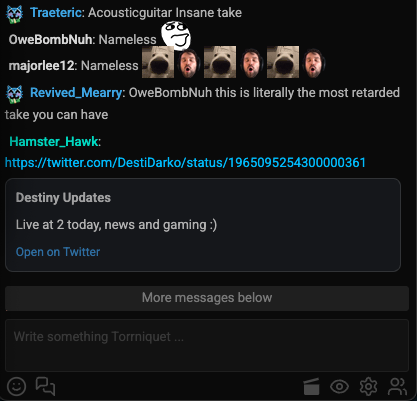 Traeteric: Acousticguitar Insane take
OweBombNuh: Nameless
majorlee12: Nameless
Revived_Mearry: OweBombNuh this is literally the most retarded
take you can have
Hamster_Hawk:
https://twitter.com/DestiDarko/status/1965095254300000361
Destiny Updates
Live at 2 today, news and gaming :)
Open on Twitter
More messages below
Write something Torrniquet ...